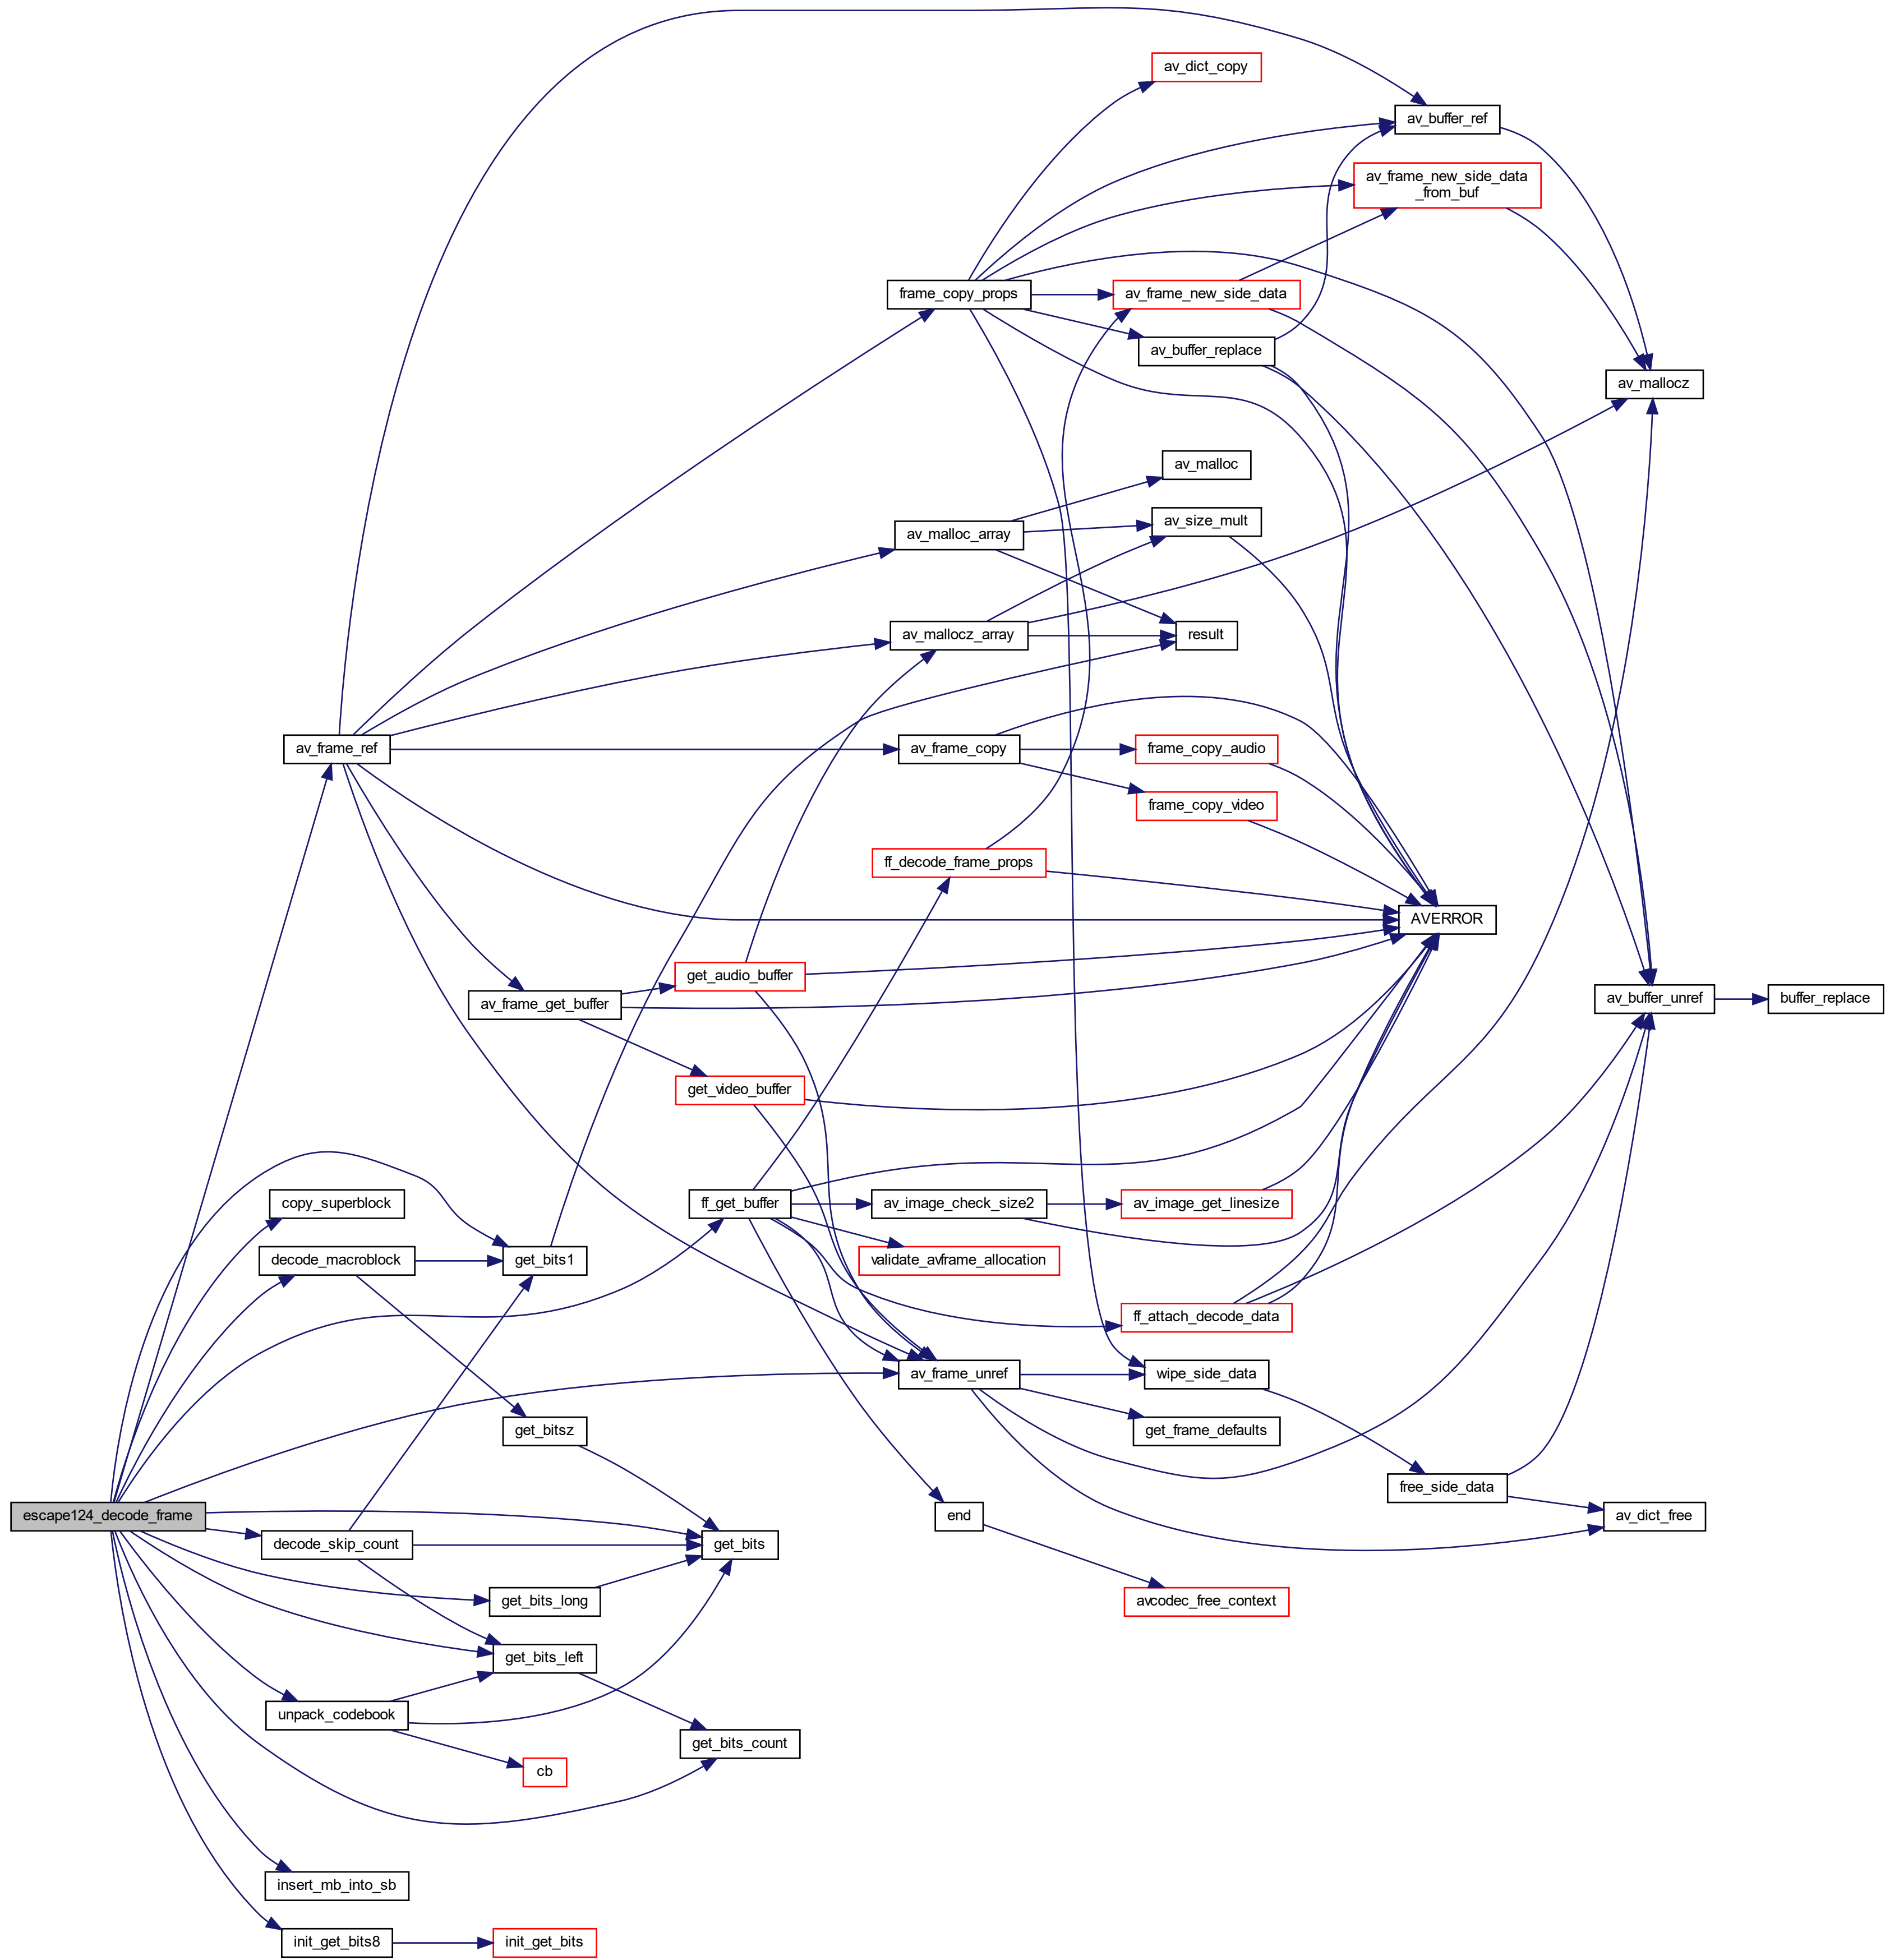 av_dict_copy
av_buffer_ref
av_frame_new_side_data
_from_buf
frame_copy_props
av_frame_new_side_data
av_buffer_replace
av_mallocz
av_malloc
av_malloc_array
av_size_mult
av_mallocz_array
result
av_frame_ref
av_frame_copy
frame_copy_audio
frame_copy_video
ff_decode_frame_props
AVERROR
get_audio_buffer
av_frame_get_buffer
av_buffer_unref
buffer_replace
get_video_buffer
copy_superblock
ff_get_buffer
av_image_check_size2
av_image_get_linesize
decode_macroblock
get_bits1
validate_avframe_allocation
ff_attach_decode_data
av_frame_unref
wipe_side_data
get_bitsz
get_frame_defaults
free_side_data
escape124_decode_frame
end
av_dict_free
decode_skip_count
get_bits
get_bits_long
avcodec_free_context
get_bits_left
unpack_codebook
get_bits_count
cb
insert_mb_into_sb
init_get_bits8
init_get_bits